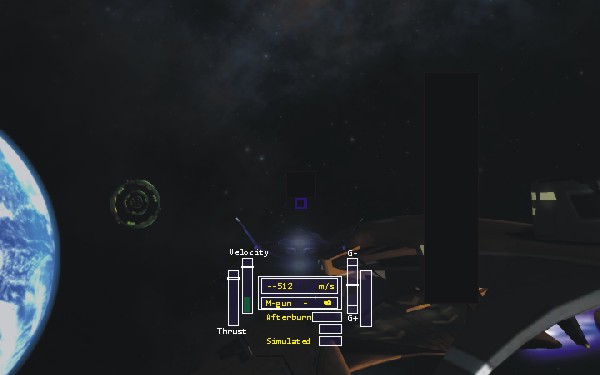 Velocity G-
--512 m/s
M-gun -
Afterburn G+
Thrust
Simulated